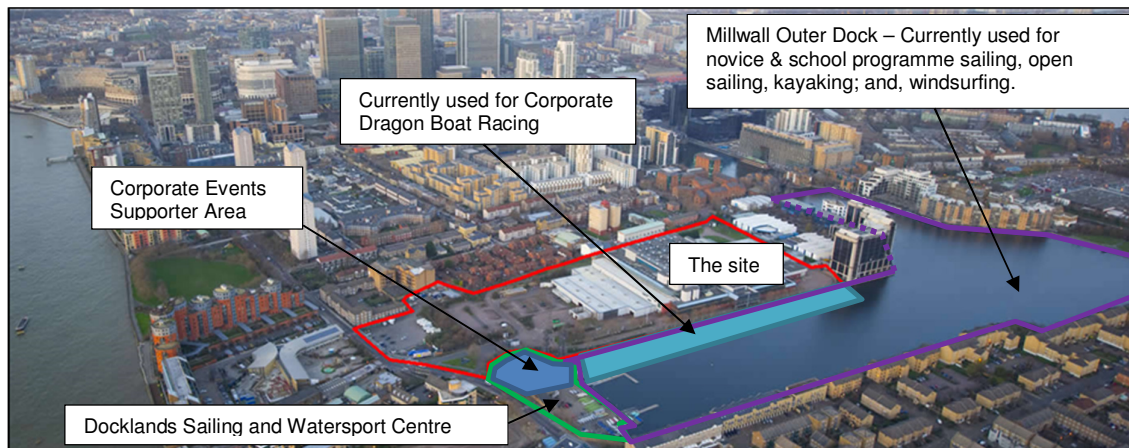 Millwall Outer Dock – Currently used for
novice & school programme sailing, open
sailing, kayaking; and, windsurfing.
Currently used for Corporate
Dragon Boat Racing
Corporate Events
Supporter Area
The site
Docklands Sailing and Watersport Centre